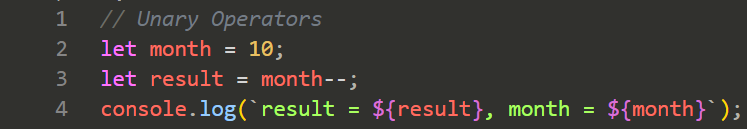 1 // Unary Operators
2 let month = 10;
3 let result = month--;
4 console.log(`result = ${result}, month = ${month}`);